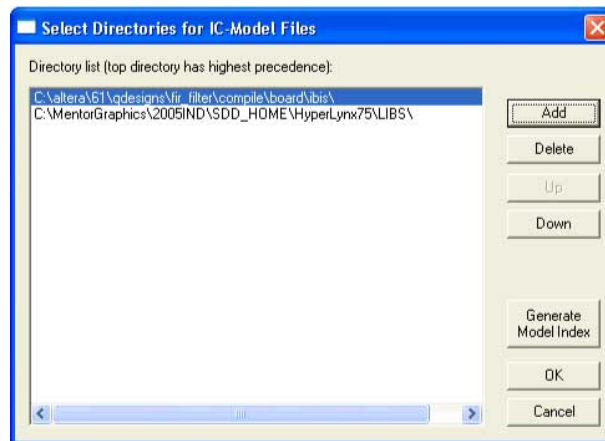 Select Directories for IC-Model Files
Directory list (top directory has highest precedence):
C:\altera\61\qdesigns\fir_filter\compile\board\ibis\
C:\MentorGraphics\2005IND\SDD_HOME\HyperLynx75\LIBS\
Add
Delete
Up
Down
Generate
Model Index
OK
Cancel